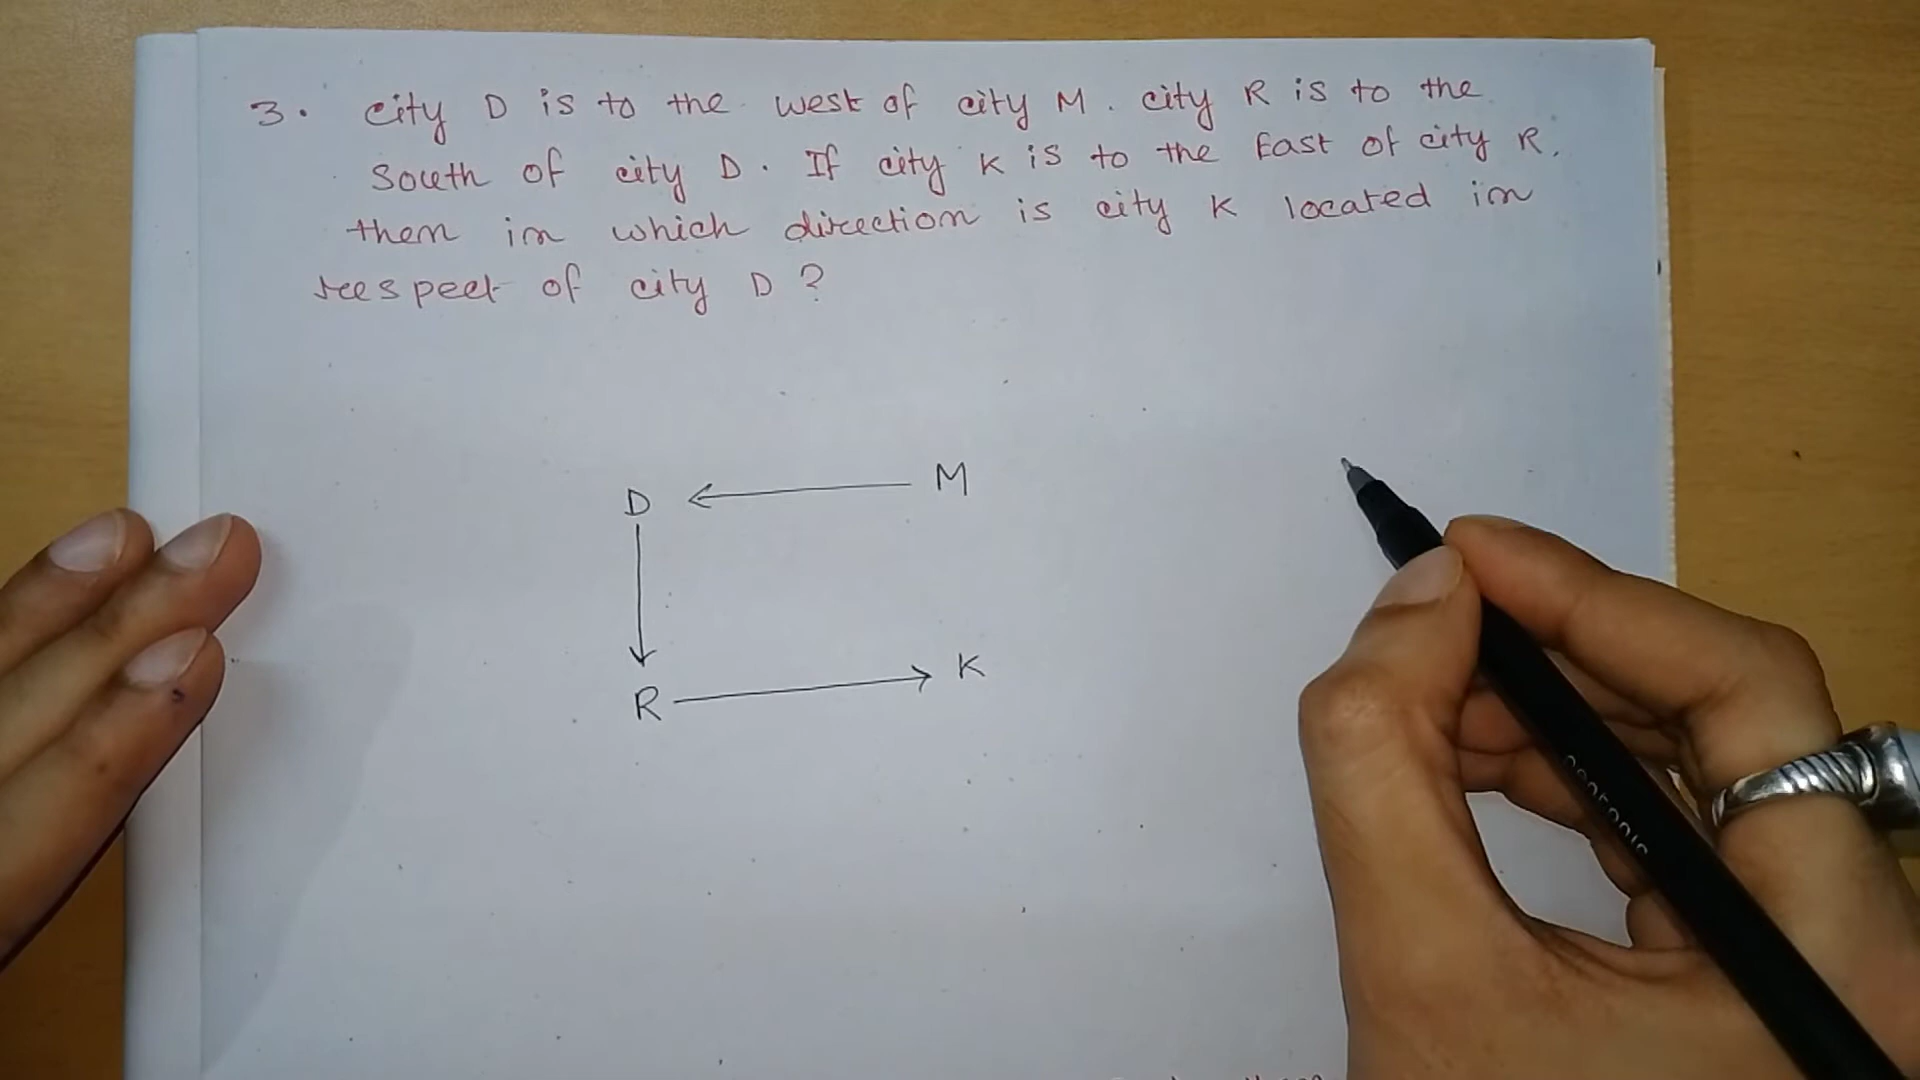 3. city D is to the west of city M. city R is to the
South of city D. If city K is to the East of city R.
then in which direction is city K located in
respect of city D ?
D M
R K